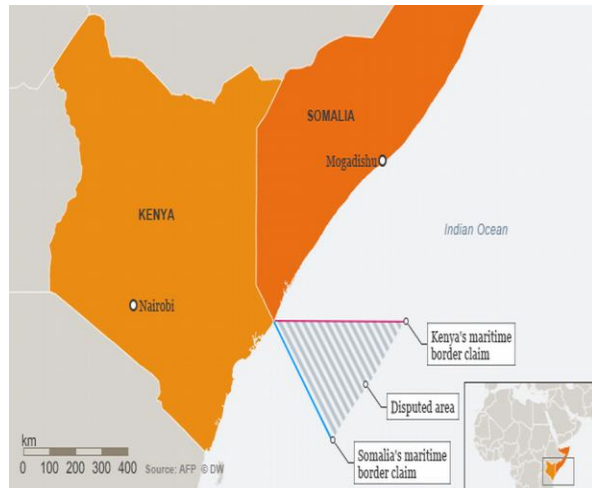 SOMALIA
Mogadishu
KENYA
Indian Ocean
Nairobi
Kenya's maritime
border claim
Disputed area
Somalia's maritime
border claim
km
0 100 200 300 400
Source: AFP © DW